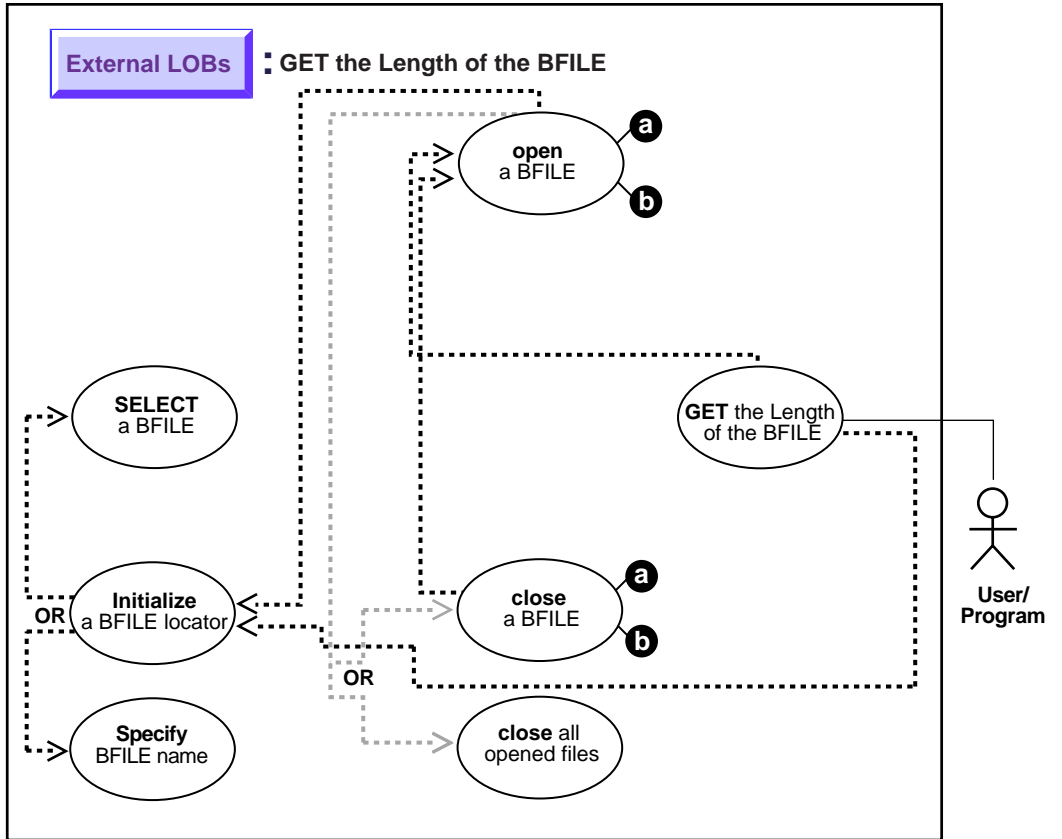 External LOBs : GET the Length of the BFILE
a
open
a BFILE
b
SELECT
a BFILE
GET the Length
of the BFILE
OR
Initialize
a BFILE locator
a
close
a BFILE
b
User/
Program
OR
Specify
BFILE name
close all
opened files